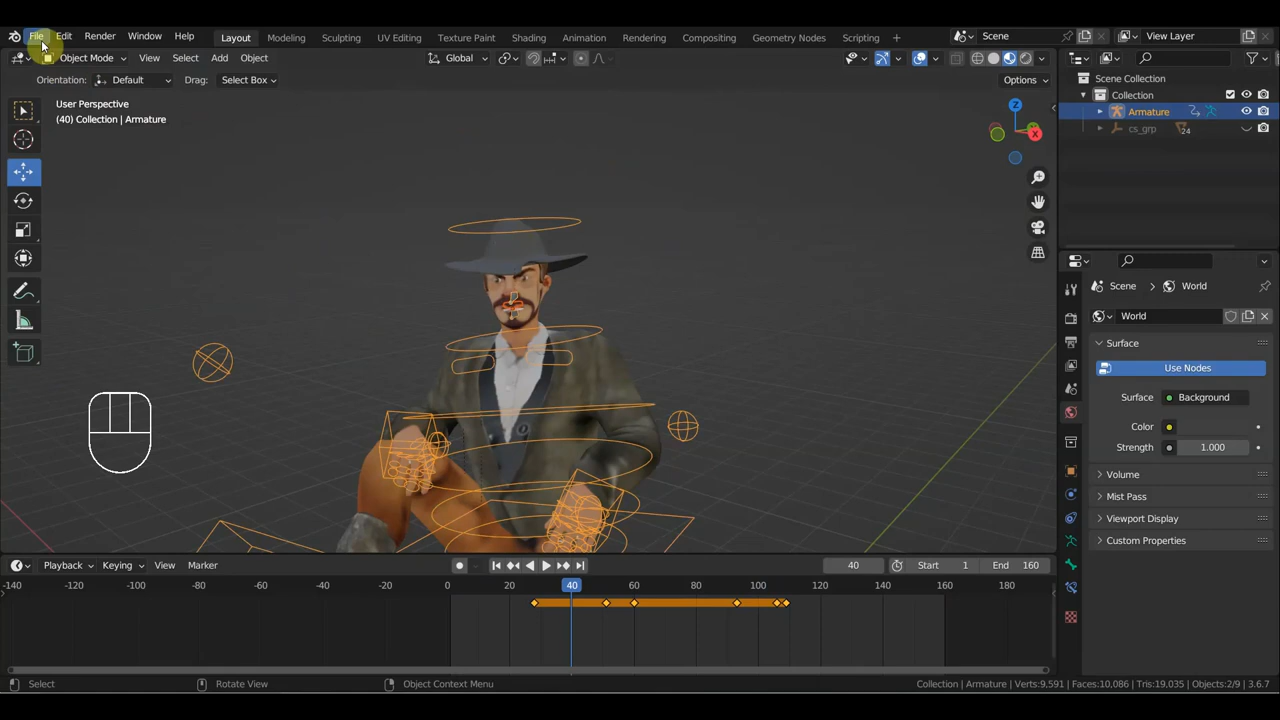 File Edit Render Window Help Layout Modeling Sculpting UV Editing Texture Paint Shading Animation Rendering Compositing Geometry Nodes Scripting + Scene View Layer
Object Mode View Select Add Object Global
Orientation: Default Drag: Select Box Options
User Perspective
(40) Collection | Armature
Z
X
Scene Collection
Collection
Armature
cs_grp 24
Scene > World
World
Surface
Use Nodes
Surface Background
Color
Strength 1.000
Volume
Mist Pass
Viewport Display
Custom Properties
Playback Keying View Marker 40 Start 1 End 160
-140 -120 -100 -80 -60 -40 -20 0 20 40 60 80 100 120 140 160 180
Select Rotate View Object Context Menu Collection | Armature | Verts:9,591 | Faces:10,086 | Tris:19,035 | Objects:2/9 | 3.6.7